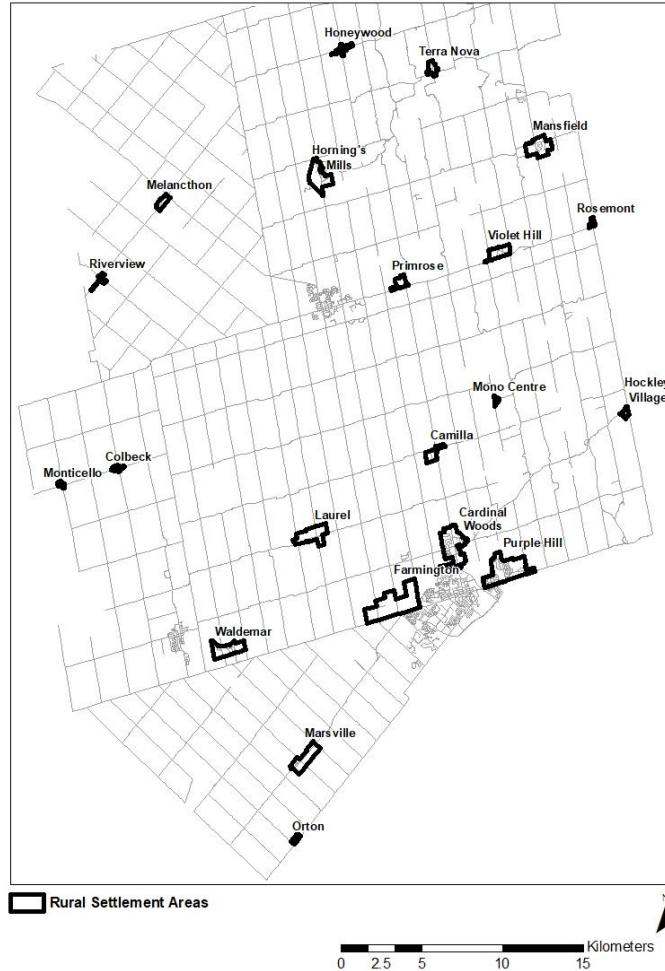 Honeywood
Terra Nova
Mansfield
Horning's
Mills
Melancthon
Rosemont
Violet Hill
Riverview
Primrose
Mono Centre
Hockley
Village
Camilla
Colbeck
Monticello
Laurel
Cardinal
Woods
Purple Hill
Farmington
Waldemar
Marsville
Orton
Rural Settlement Areas
N
Kilometers
0 2.5 5 10 15